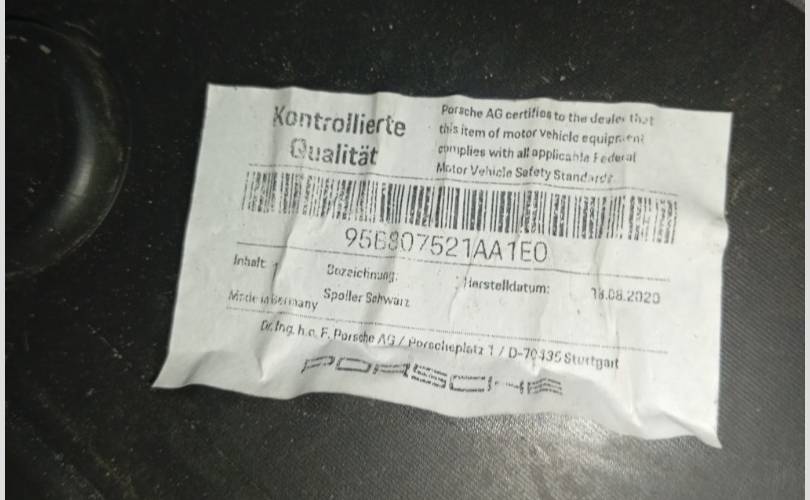 Kontrollierte
Qualität
Porsche AG certifies to the dealer that
this item of motor vehicle equipment
complies with all applicable Federal
Motor Vehicle Safety Standards.
95B807521AA1E0
Inhalt: 1
Bezeichnung:
Herstelldatum:
18.08.2020
Made in Germany
Spoiler Schwarz
Dr. Ing. h.c. F. Porsche AG / Porscheplatz 1 / D-70435 Stuttgart
PORSCHE